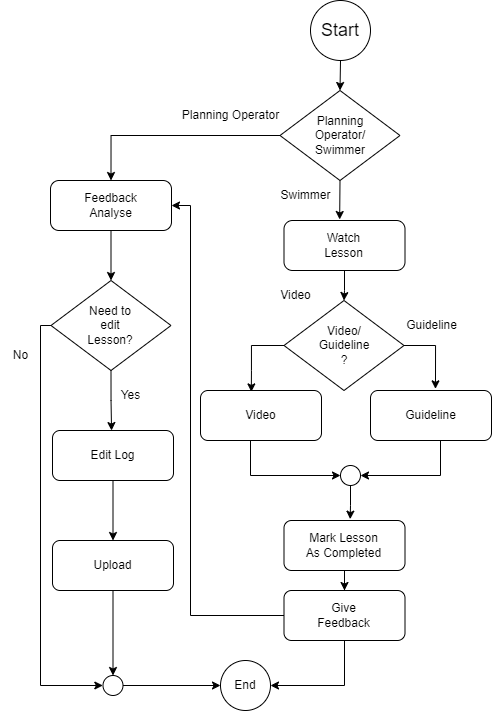 Start
Planning Operator
Planning
Operator/
Swimmer
Swimmer
Feedback
Analyse
Watch
Lesson
Video
Guideline
Need to
edit
Lesson?
Video/
Guideline
?
No
Yes
Video
Guideline
Edit Log
Mark Lesson
As Completed
Upload
Give
Feedback
End